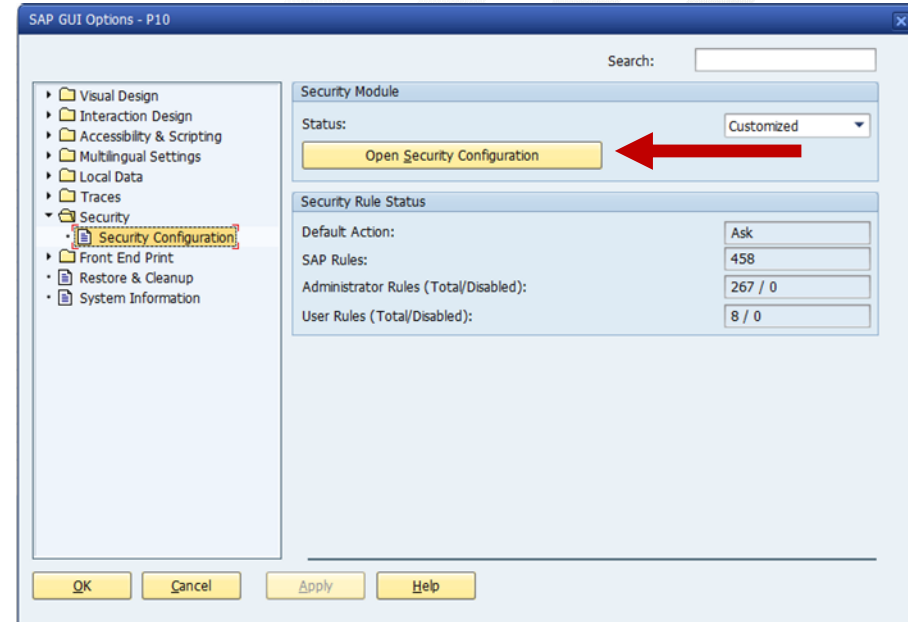 SAP GUI Options - P10
Search:
Visual Design
Interaction Design
Accessibility & Scripting
Multilingual Settings
Local Data
Traces
Security
Security Configuration
Front End Print
Restore & Cleanup
System Information
Security Module
Status:
Customized
Open Security Configuration
Security Rule Status
Default Action:
Ask
SAP Rules:
458
Administrator Rules (Total/Disabled):
267 / 0
User Rules (Total/Disabled):
8 / 0
OK
Cancel
Apply
Help